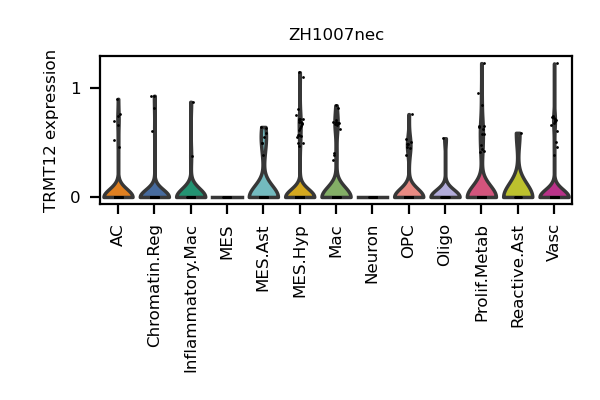 ZH1007nec
TRMT12 expression
1
0
AC
Chromatin.Reg
Inflammatory.Mac
MES
MES.Ast
MES.Hyp
Mac
Neuron
OPC
Oligo
Prolif.Metab
Reactive.Ast
Vasc